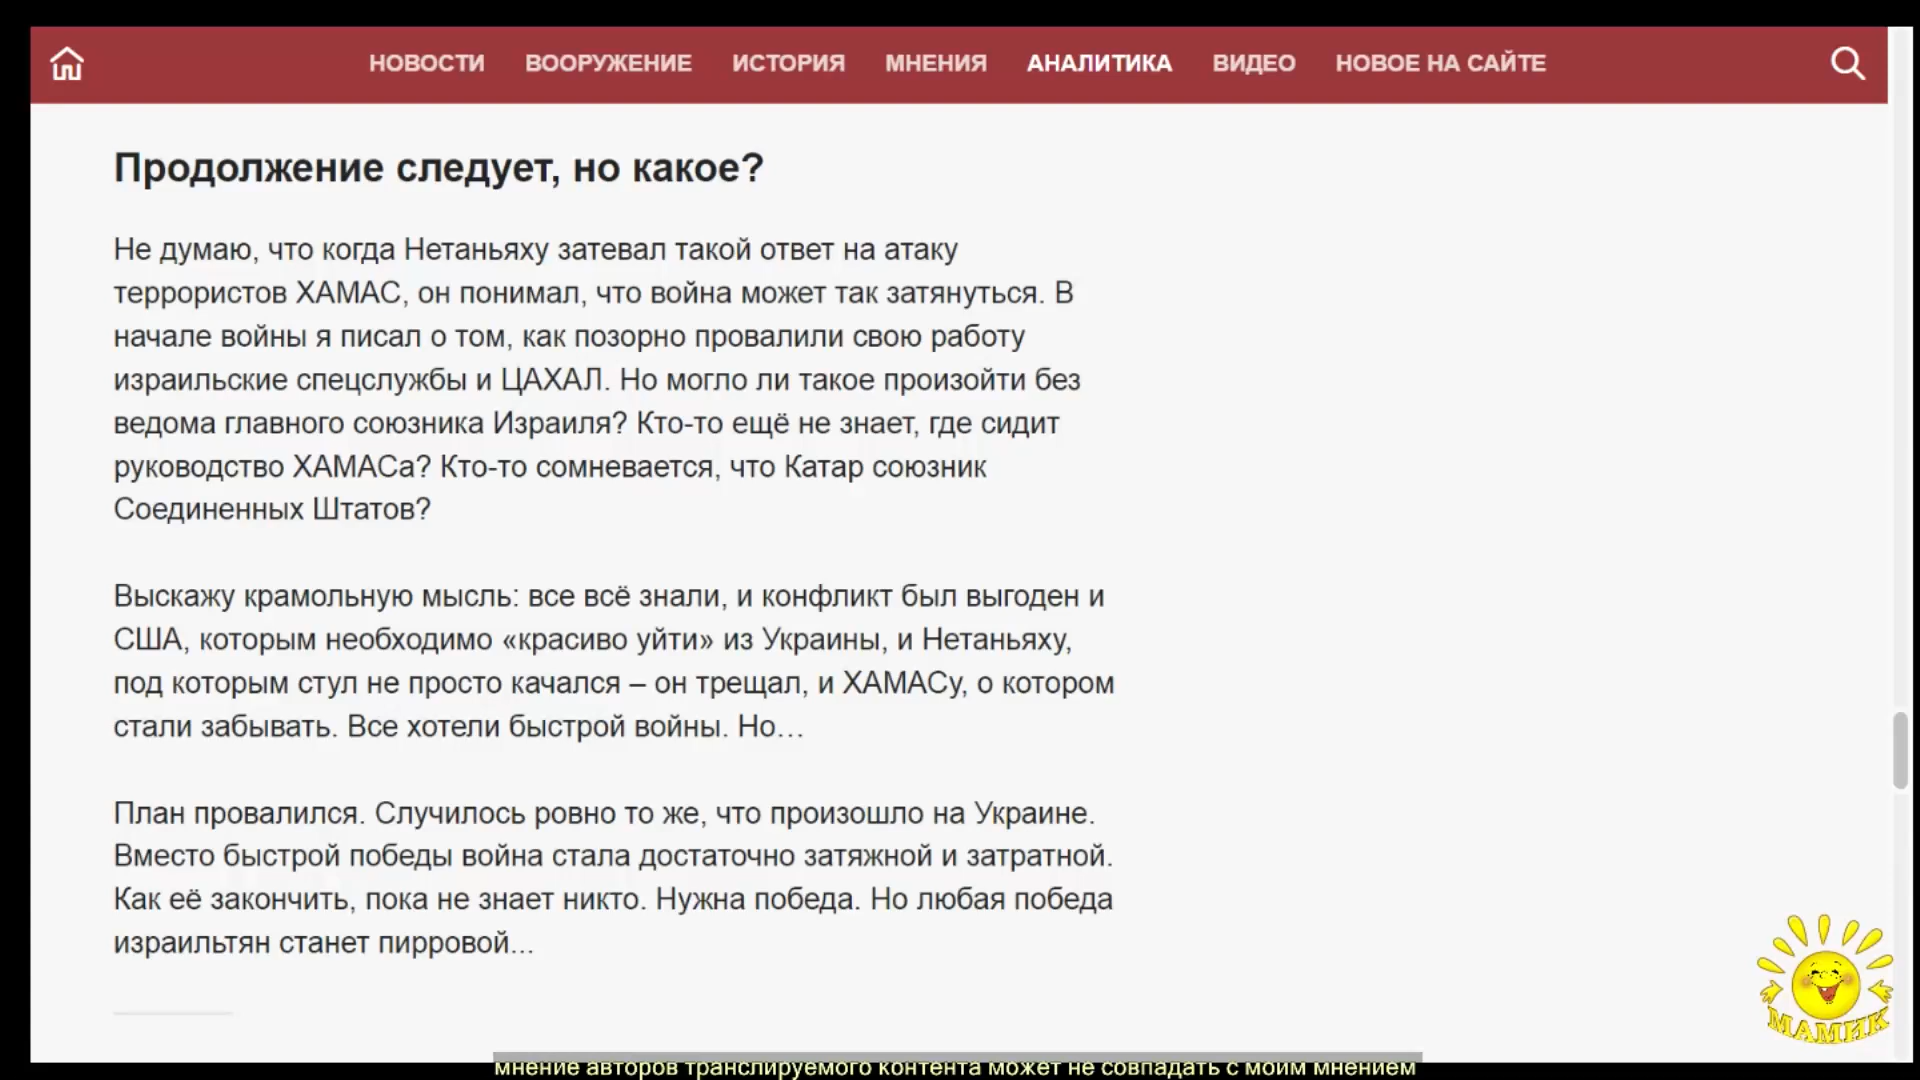 НОВОСТИ ВООРУЖЕНИЕ ИСТОРИЯ МНЕНИЯ АНАЛИТИКА ВИДЕО НОВОЕ НА САЙТЕ
Продолжение следует, но какое?
Не думаю, что когда Нетаньяху затевал такой ответ на атаку
террористов ХАМАС, он понимал, что война может так затянуться. В
начале войны я писал о том, как позорно провалили свою работу
израильские спецслужбы и ЦАХАЛ. Но могло ли такое произойти без
ведома главного союзника Израиля? Кто-то ещё не знает, где сидит
руководство ХАМАСа? Кто-то сомневается, что Катар союзник
Соединенных Штатов?
Выскажу крамольную мысль: все всё знали, и конфликт был выгоден и
США, которым необходимо «красиво уйти» из Украины, и Нетаньяху,
под которым стул не просто качался – он трещал, и ХАМАСу, о котором
стали забывать. Все хотели быстрой войны. Но…
План провалился. Случилось ровно то же, что произошло на Украине.
Вместо быстрой победы война стала достаточно затяжной и затратной.
Как её закончить, пока не знает никто. Нужна победа. Но любая победа
израильтян станет пирровой...
МАМИК
мнение авторов транслируемого контента может не совпадать с моим мнением